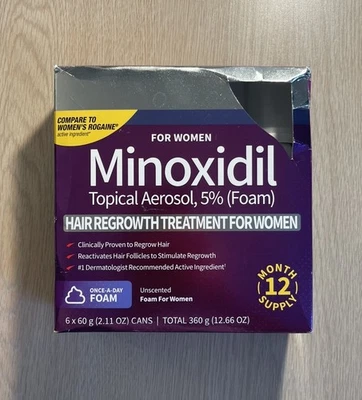 COMPARE TO
WOMEN'S ROGAINE®
active ingredient*
FOR WOMEN
Minoxidil
Topical Aerosol, 5% (Foam)
HAIR REGROWTH TREATMENT FOR WOMEN
Clinically Proven to Regrow Hair
Reactivates Hair Follicles to Stimulate Regrowth
#1 Dermatologist Recommended Active Ingredient†
MONTH
12
SUPPLY
ONCE-A-DAY
FOAM
Unscented
Foam For Women
6 x 60 g (2.11 OZ) CANS | TOTAL 360 g (12.66 OZ)